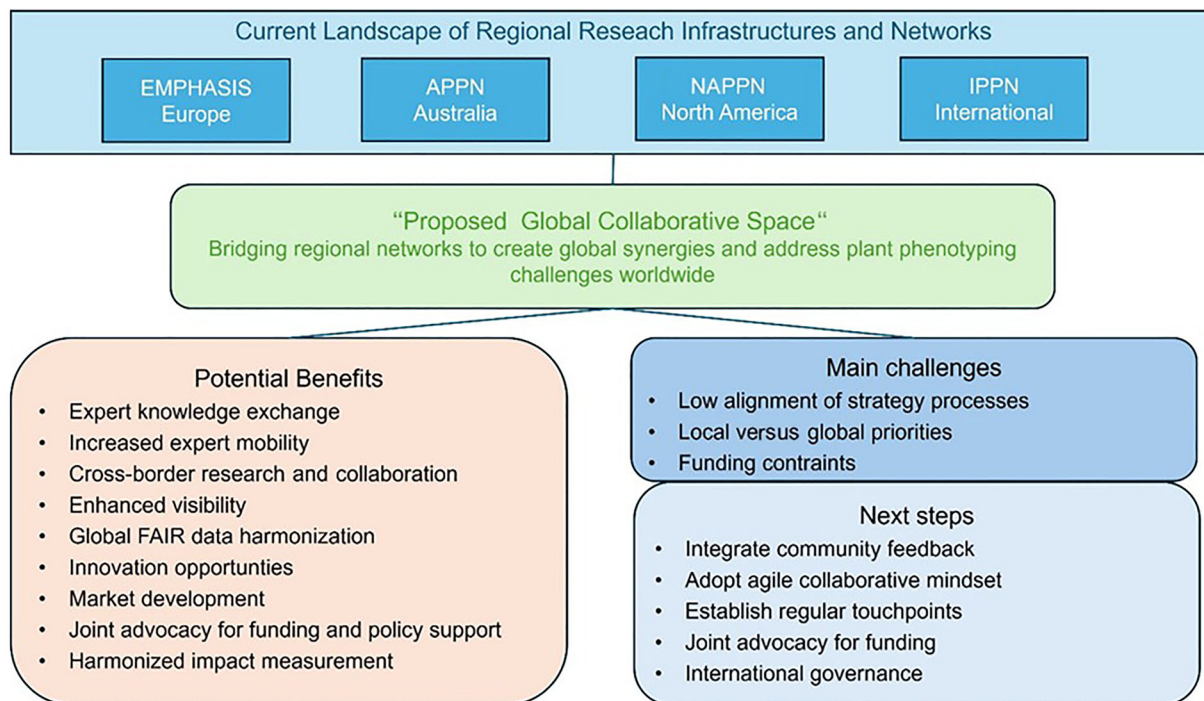 Current Landscape of Regional Reseach Infrastructures and Networks
EMPHASIS
Europe
APPN
Australia
NAPPN
North America
IPPN
International
“Proposed Global Collaborative Space“
Bridging regional networks to create global synergies and address plant phenotyping
challenges worldwide
Potential Benefits
• Expert knowledge exchange
• Increased expert mobility
• Cross-border research and collaboration
• Enhanced visibility
• Global FAIR data harmonization
• Innovation opportunties
• Market development
• Joint advocacy for funding and policy support
• Harmonized impact measurement
Main challenges
• Low alignment of strategy processes
• Local versus global priorities
• Funding contraints
Next steps
• Integrate community feedback
• Adopt agile collaborative mindset
• Establish regular touchpoints
• Joint advocacy for funding
• International governance